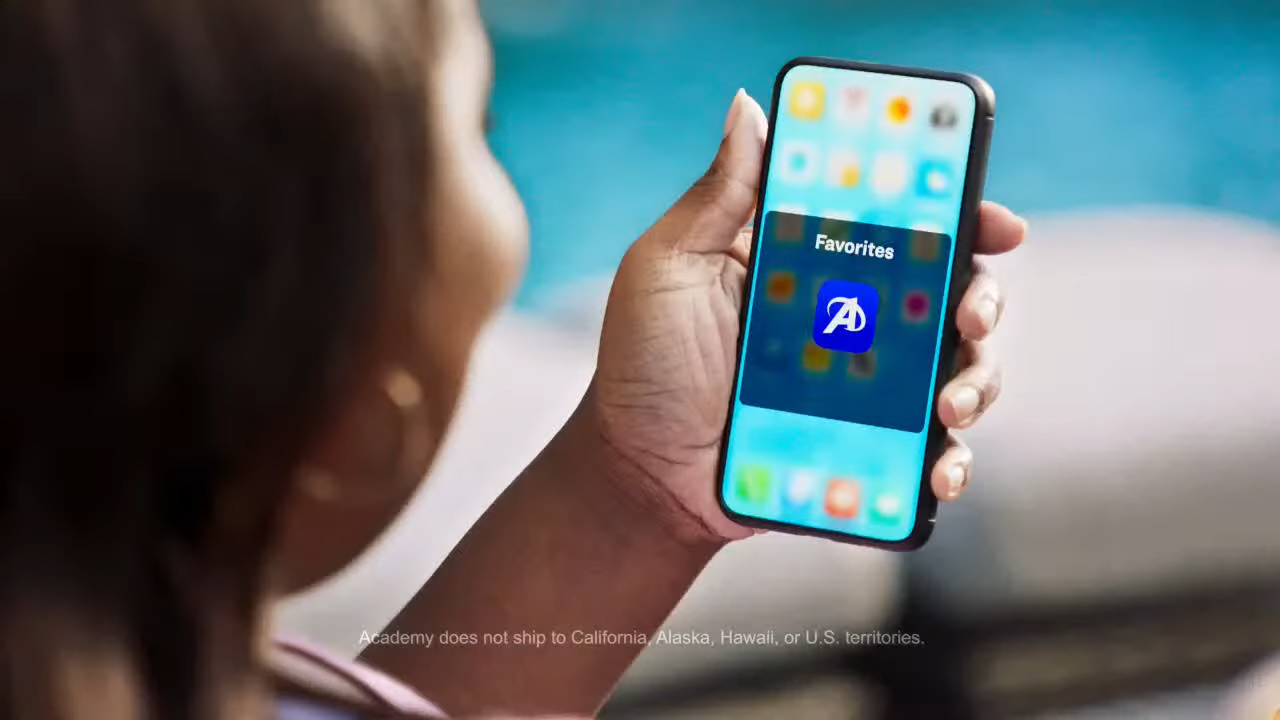 Favorites
A
Academy does not ship to California, Alaska, Hawaii, or U.S. territories.